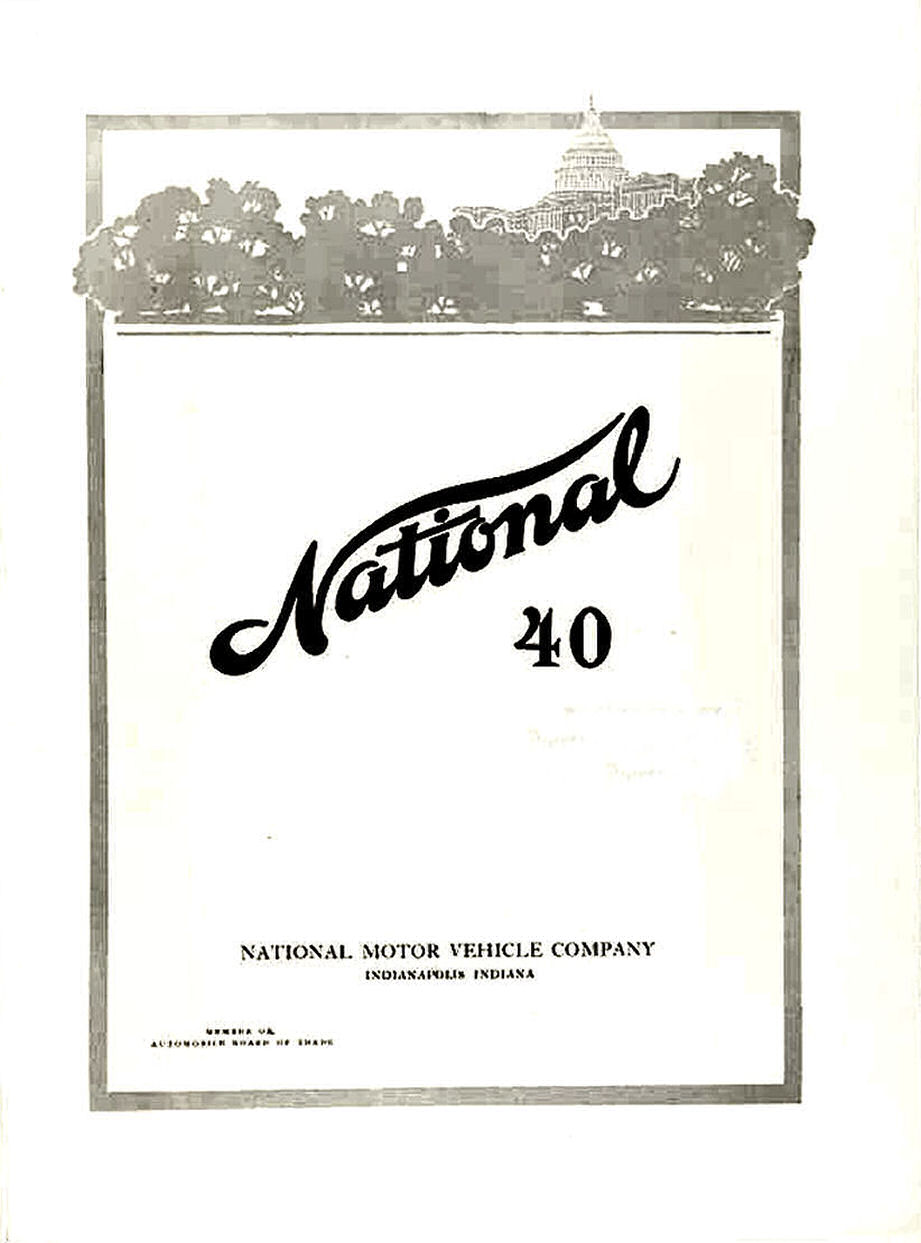 National
40
NATIONAL MOTOR VEHICLE COMPANY
INDIANAPOLIS INDIANA
MEMBER OF
AUTOMOBILE BOARD OF TRADE